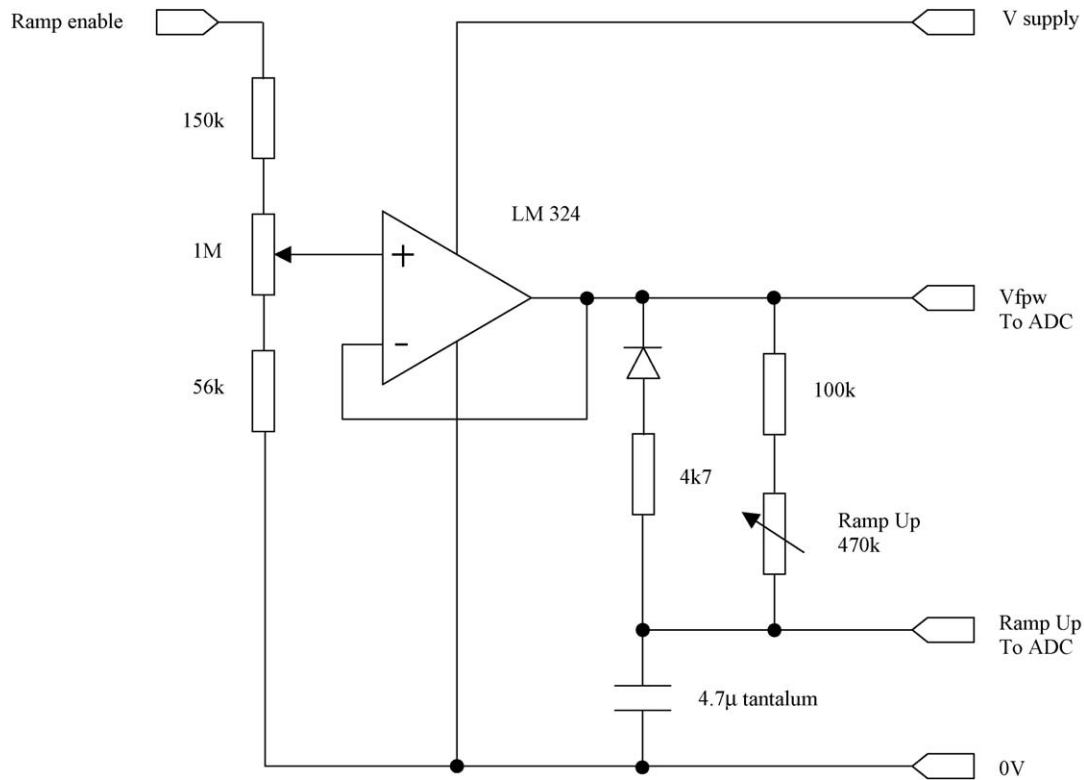 Ramp enable
V supply
150k
LM 324
1M
+
-
Vfpw
To ADC
56k
100k
4k7
Ramp Up
470k
Ramp Up
To ADC
4.7µ tantalum
0V